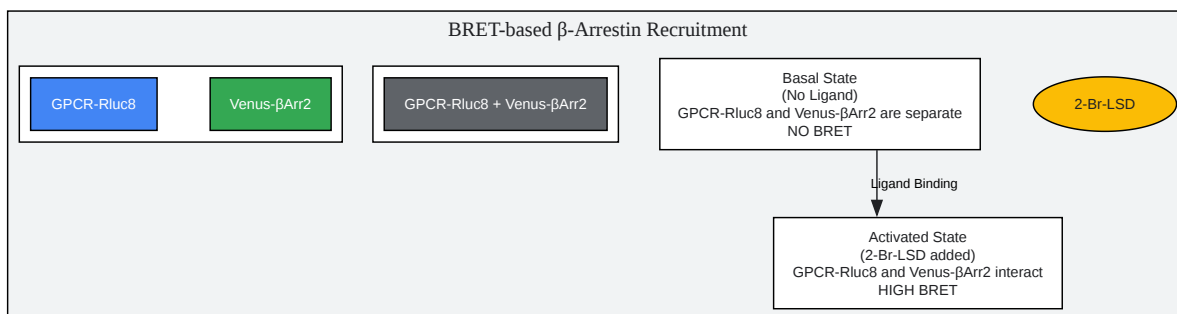 BRET-based β-Arrestin Recruitment
GPCR-Rluc8
Venus-βArr2
GPCR-Rluc8 + Venus-βArr2
Basal State
(No Ligand)
GPCR-Rluc8 and Venus-βArr2 are separate
NO BRET
2-Br-LSD
Ligand Binding
Activated State
(2-Br-LSD added)
GPCR-Rluc8 and Venus-βArr2 interact
HIGH BRET